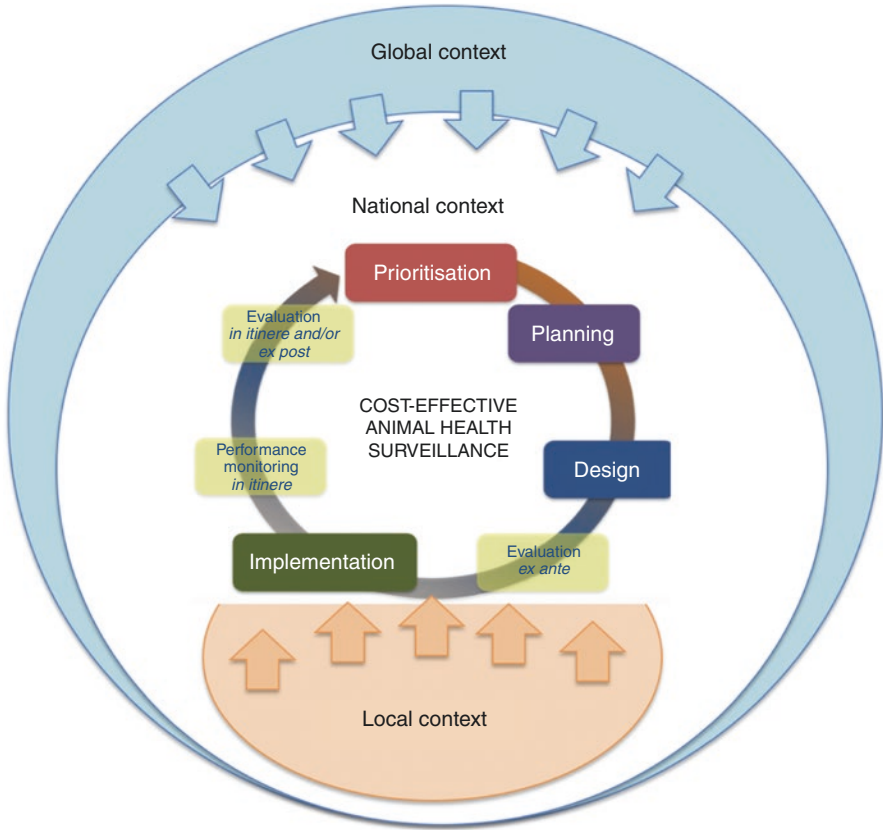 Global context
National context
Prioritisation
Planning
Design
Evaluation
ex ante
Implementation
Performance
monitoring
in itinere
Evaluation
in itinere and/or
ex post
COST-EFFECTIVE
ANIMAL HEALTH
SURVEILLANCE
Local context